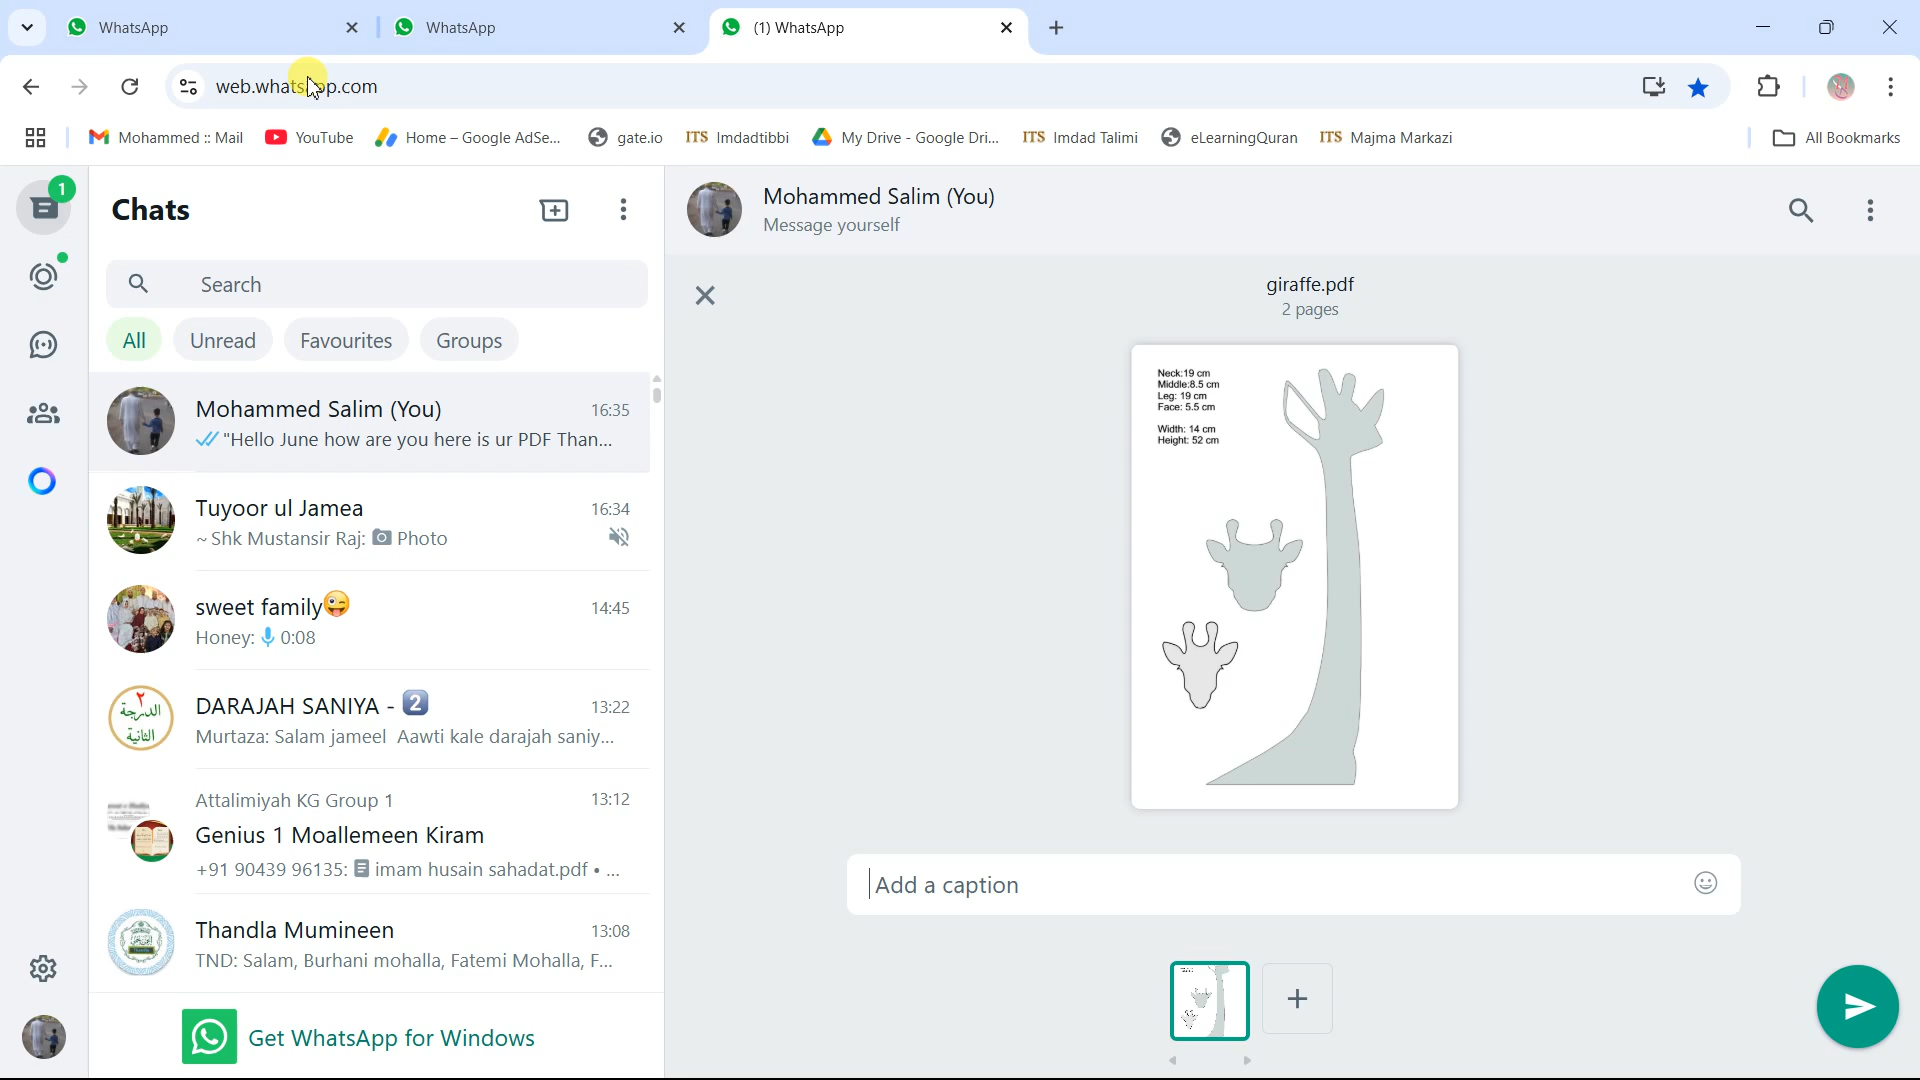 WhatsApp
WhatsApp
(1) WhatsApp
web.whatsapp.com
Mohammed :: Mail
YouTube
Home – Google AdSe...
gate.io
ITS Imdadtibbi
My Drive - Google Dri...
ITS Imdad Talimi
eLearningQuran
ITS Majma Markazi
All Bookmarks
1
Chats
Search
All
Unread
Favourites
Groups
Mohammed Salim (You)
16:35
"Hello June how are you here is ur PDF Than...
Tuyoor ul Jamea
16:34
~ Shk Mustansir Raj: Photo
sweet family😜
14:45
Honey: 0:08
٢
الدرجة
الثانية
DARAJAH SANIYA - 2️⃣
13:22
Murtaza: Salam jameel Aawti kale darajah saniy...
Attalimiyah KG Group 1
13:12
Genius 1 Moallemeen Kiram
+91 90439 96135: imam husain sahadat.pdf • ...
Thandla Mumineen
13:08
TND: Salam, Burhani mohalla, Fatemi Mohalla, F...
Get WhatsApp for Windows
Mohammed Salim (You)
Message yourself
giraffe.pdf
2 pages
Neck:19 cm
Middle:8.5 cm
Leg: 19 cm
Face: 5.5 cm
Width: 14 cm
Height: 52 cm
Add a caption